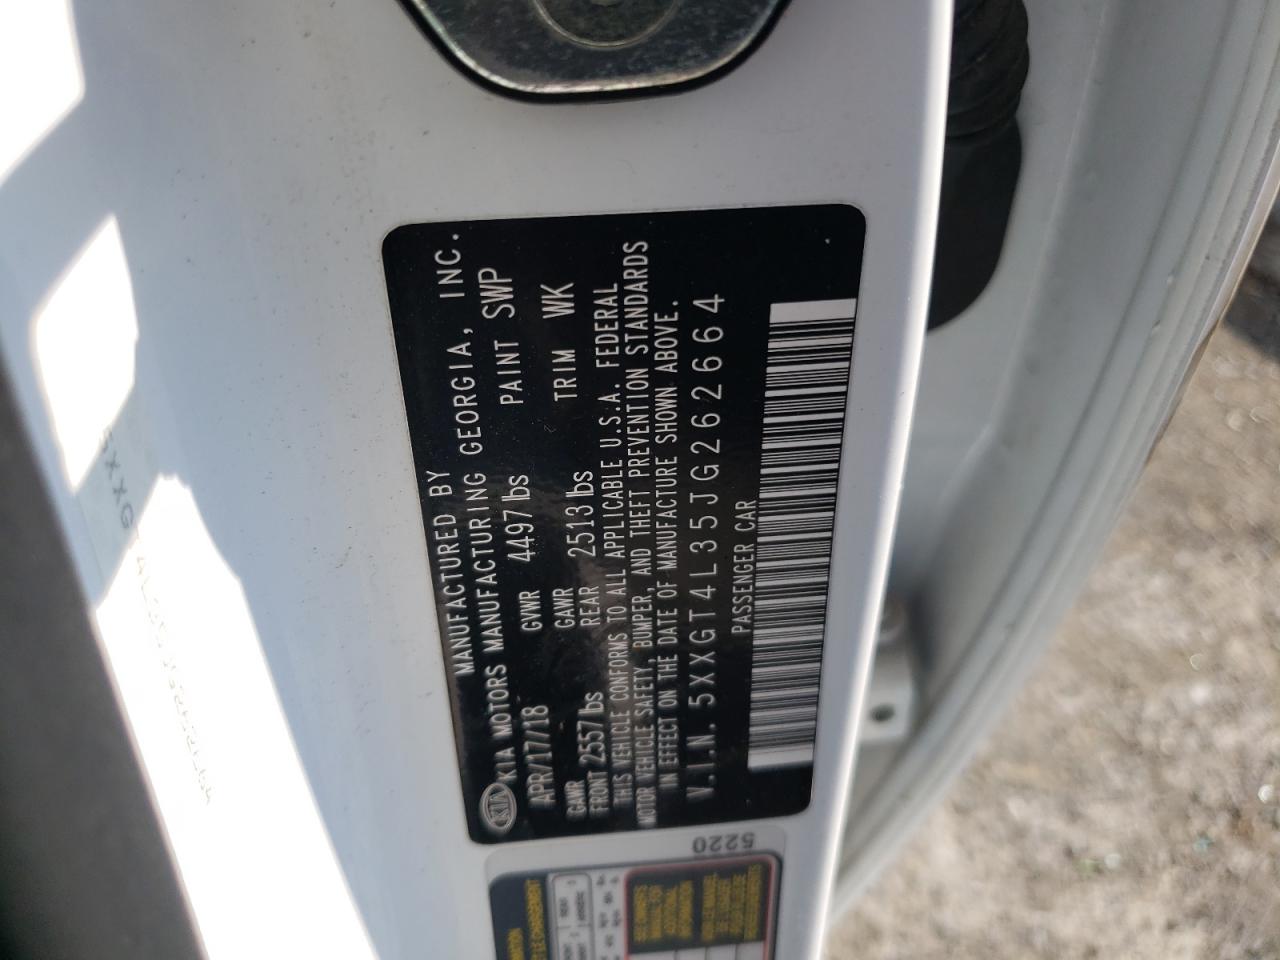 MANUFACTURED BY
KIA KIA MOTORS MANUFACTURING GEORGIA, INC.
APR/17/18 GVWR 4497lbs PAINT SWP
GAWR FRONT 2557lbs GAWR REAR 2513lbs TRIM WK
THIS VEHICLE CONFORMS TO ALL APPLICABLE U.S.A. FEDERAL
MOTOR VEHICLE SAFETY, BUMPER, AND THEFT PREVENTION STANDARDS
IN EFFECT ON THE DATE OF MANUFACTURE SHOWN ABOVE.
V.I.N. 5XXGT4L35JG262664
PASSENGER CAR
5220